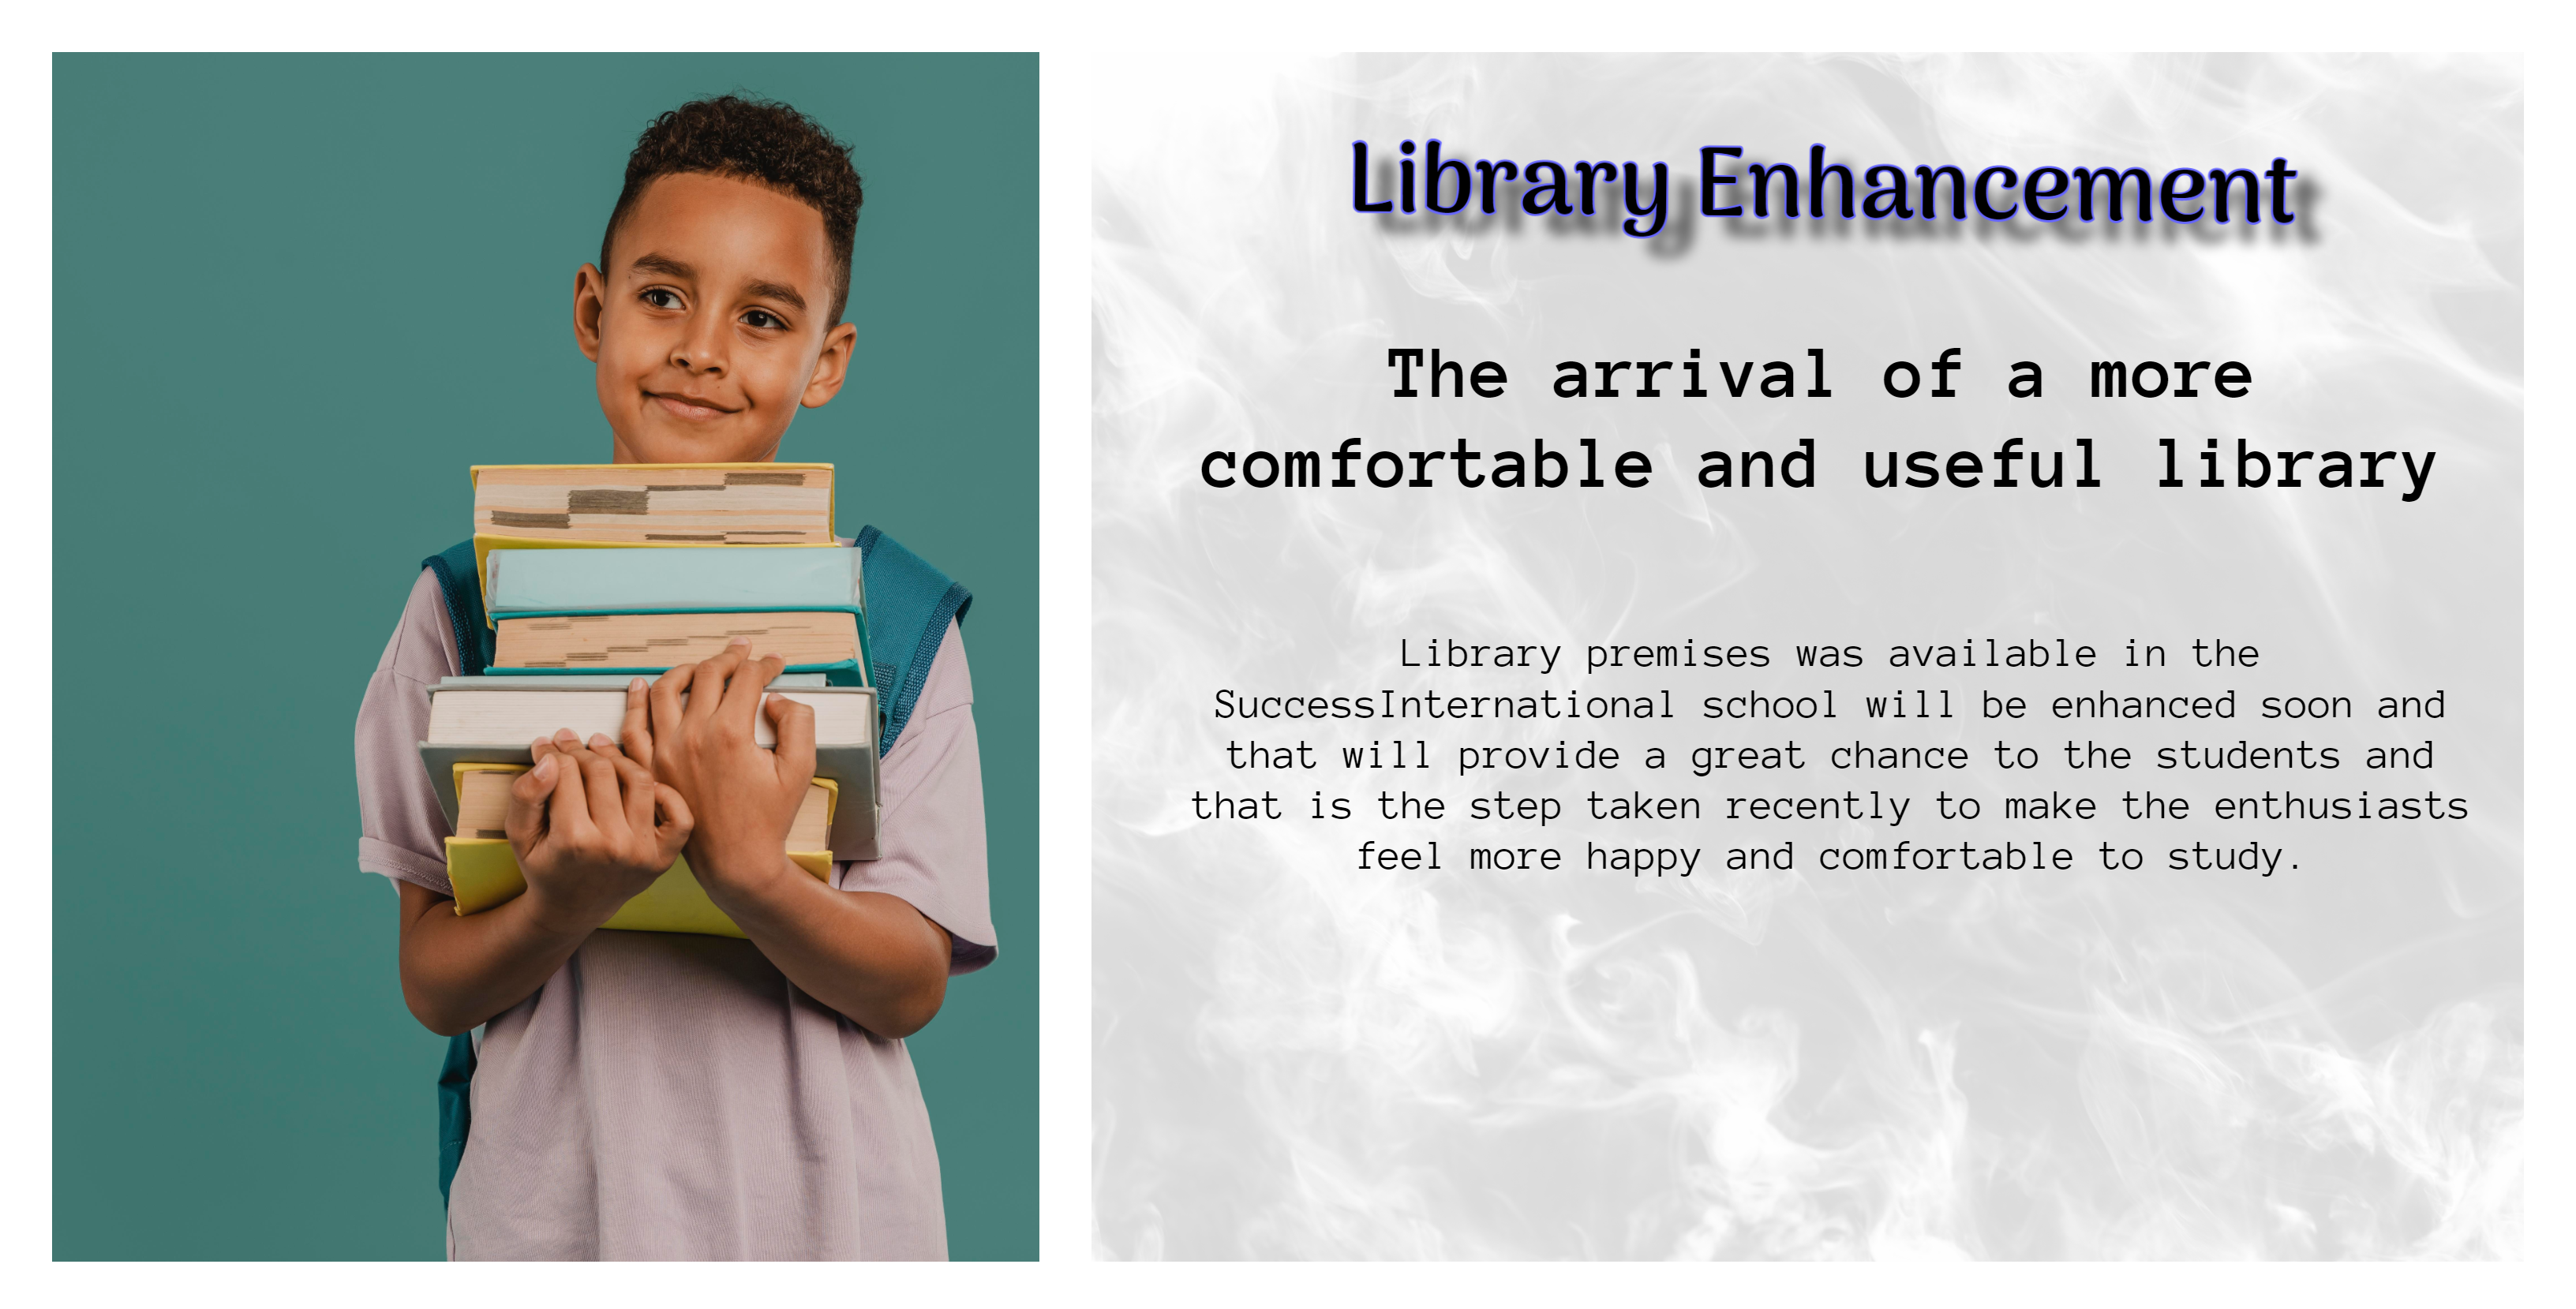 Library Enhancement
The arrival of a more
comfortable and useful library
Library premises was available in the
SuccessInternational school will be enhanced soon and
that will provide a great chance to the students and
that is the step taken recently to make the enthusiasts
feel more happy and comfortable to study.